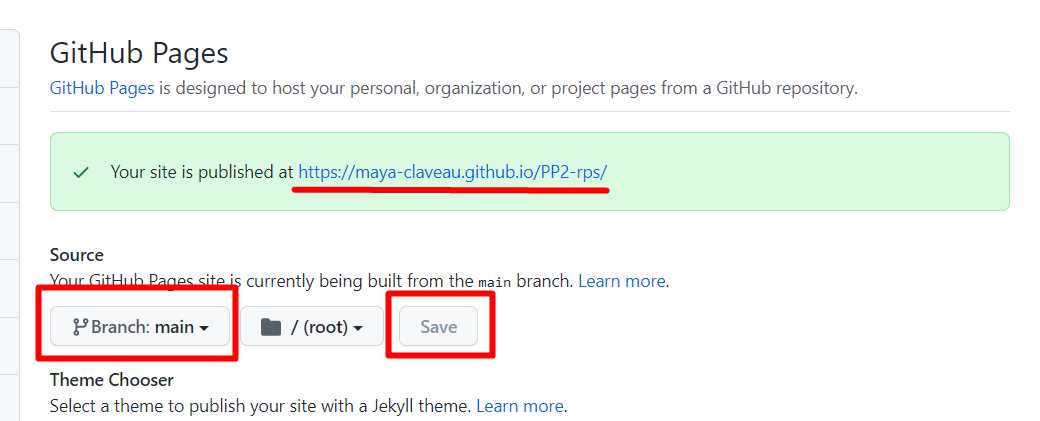 GitHub Pages
GitHub Pages is designed to host your personal, organization, or project pages from a GitHub repository.
Your site is published at https://maya-claveau.github.io/PP2-rps/
Source
Your GitHub Pages site is currently being built from the main branch. Learn more.
Branch: main / (root) Save
Theme Chooser
Select a theme to publish your site with a Jekyll theme. Learn more.